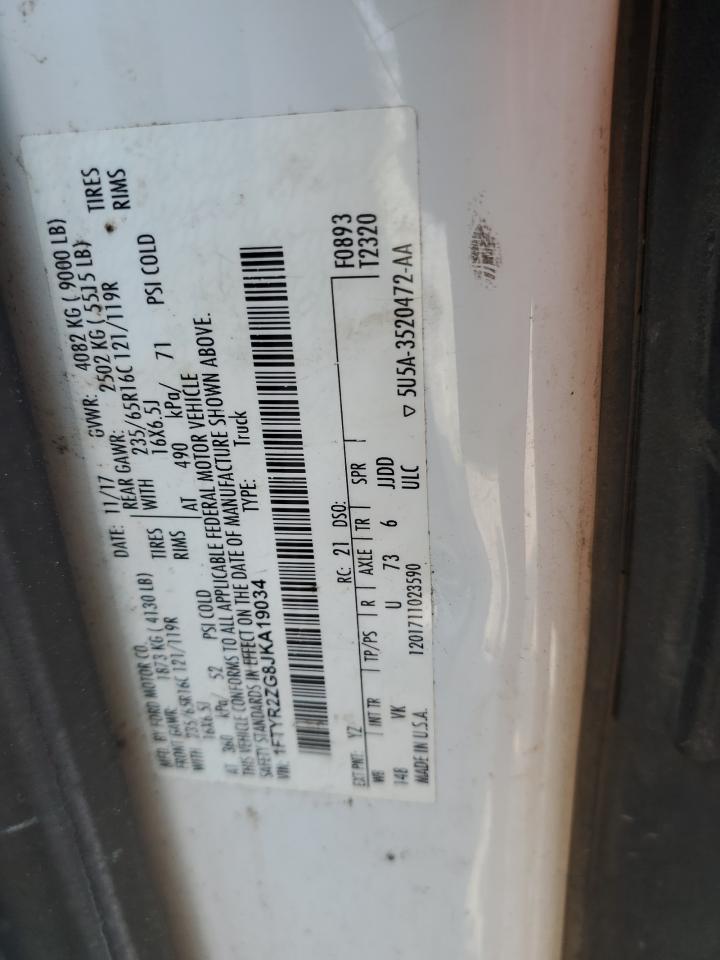 MFD. BY FORD MOTOR CO. DATE: 11/17 GVWR: 4082 KG ( 9000 LB)
FRONT GAWR: 1873 KG ( 4130 LB) REAR GAWR: 2502 KG ( 5515 LB)
WITH 235/65R16C 121/119R TIRES WITH 235/65R16C 121/119R TIRES
16X6.5J RIMS 16X6.5J RIMS
AT 360 kPa/ 52 PSI COLD AT 490 kPa/ 71 PSI COLD
THIS VEHICLE CONFORMS TO ALL APPLICABLE FEDERAL MOTOR VEHICLE
SAFETY STANDARDS IN EFFECT ON THE DATE OF MANUFACTURE SHOWN ABOVE.
VIN: 1FTYR2ZG8JKA19034 TYPE: Truck
F0893
T2320
EXT PNT: YZ RC: 21 DSO:
WB INT TR TP/PS R AXLE TR SPR
148 VK U 73 6 JJDD
MADE IN U.S.A. 1201711023590 ULC
▽ 5U5A-3520472-AA